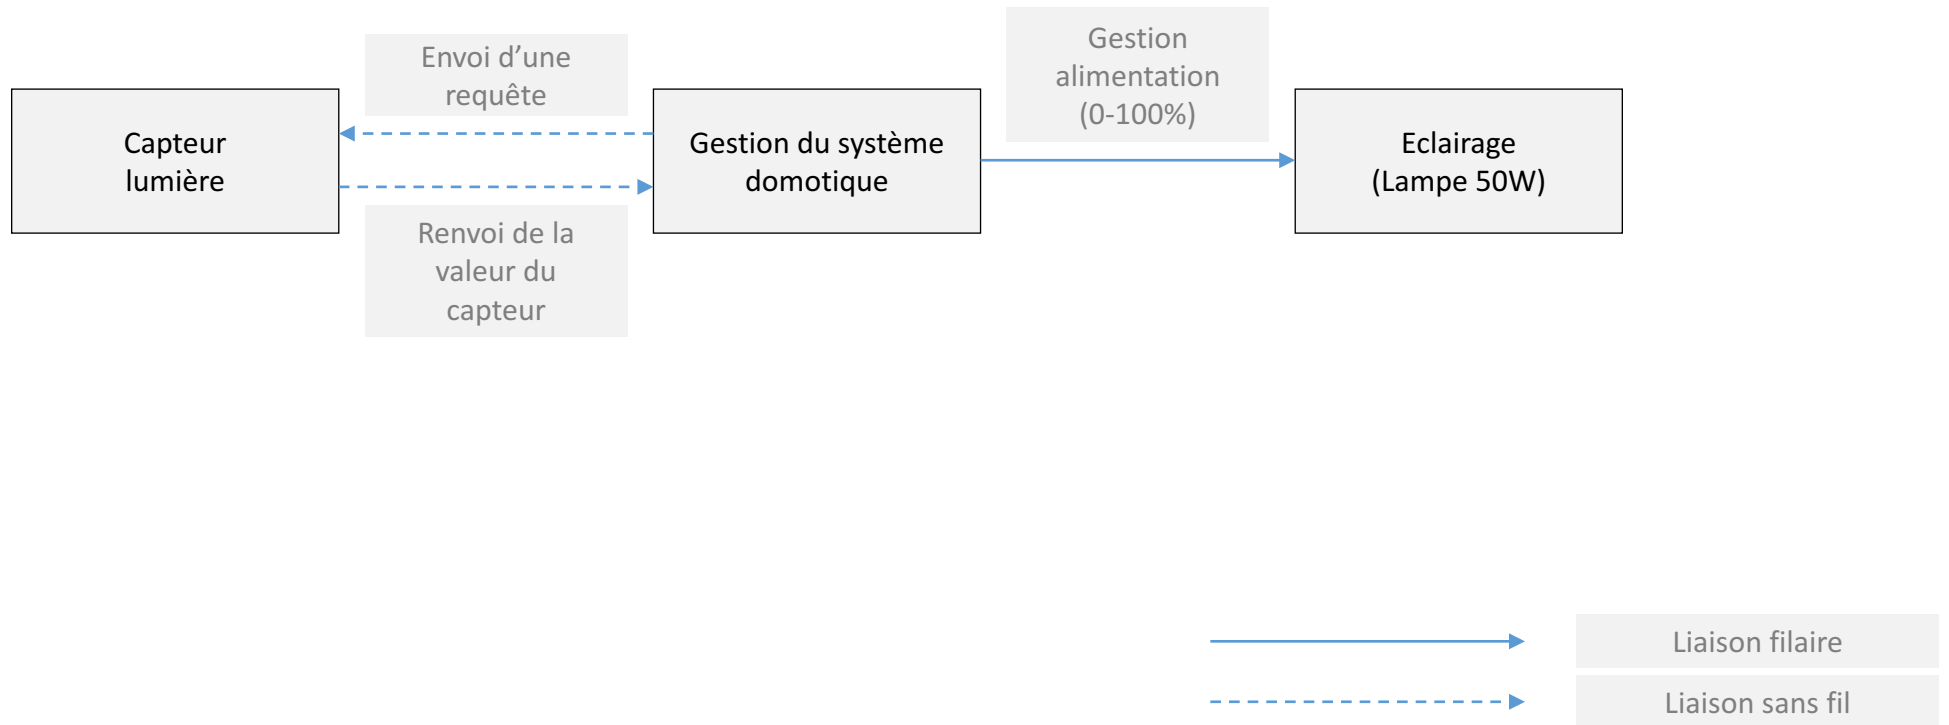 Envoi d’une
requête
Gestion
alimentation
(0-100%)
Capteur
lumière
Gestion du système
domotique
Eclairage
(Lampe 50W)
Renvoi de la
valeur du
capteur
Liaison filaire
Liaison sans fil